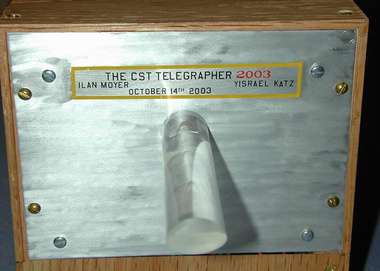 THE CST TELEGRAPHER 2003
ILAN MOYER YISRAEL KATZ
OCTOBER 14TH 2003